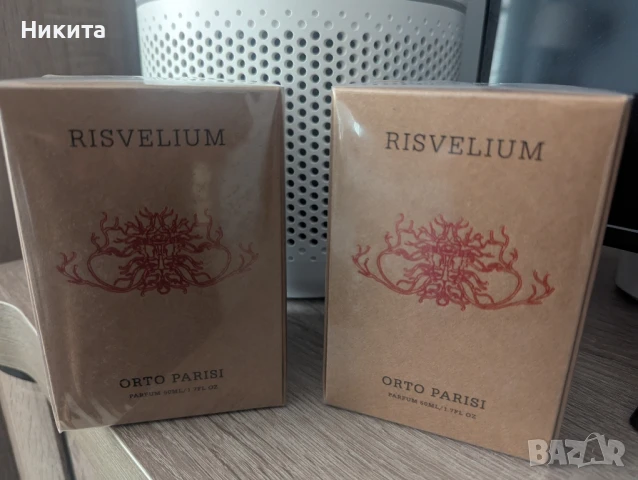 Никита
RISVELIUM
ORTO PARISI
PARFUM 50ML/1.7FL OZ
RISVELIUM
ORTO PARISI
PARFUM 50ML/1.7FL OZ
BAZAR